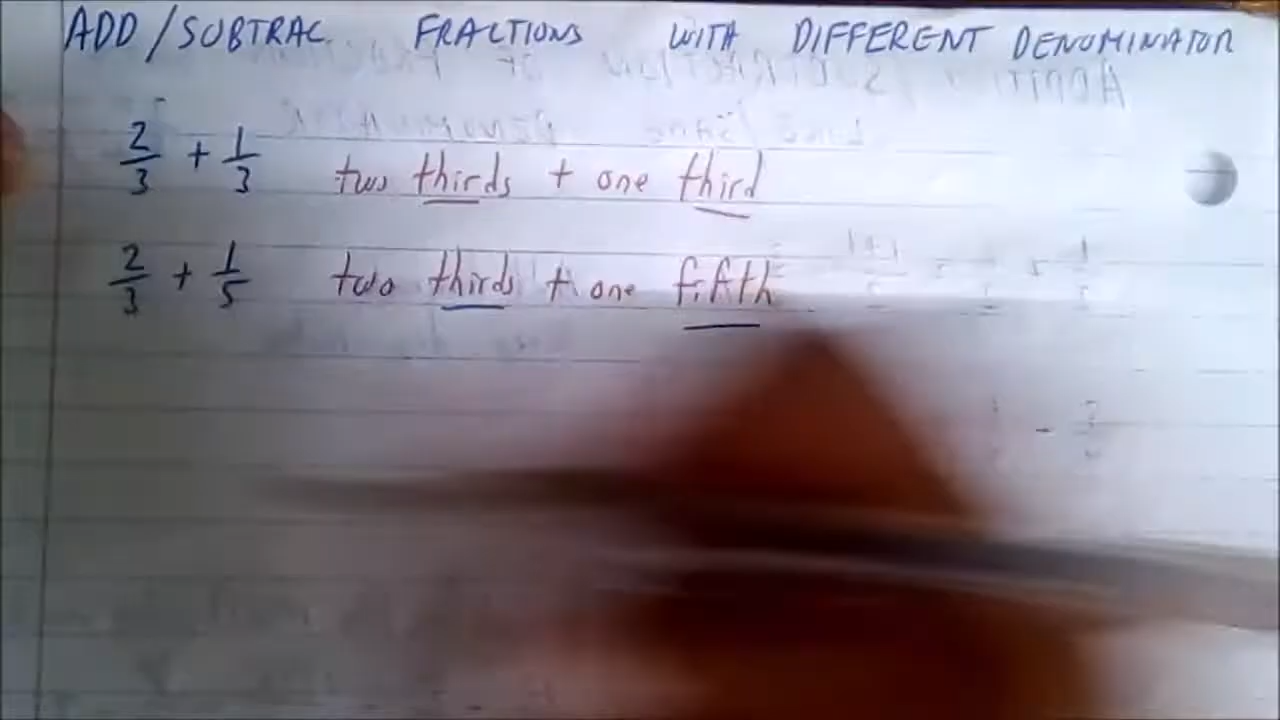 ADD/SUBTRAC FRACTIONS WITH DIFFERENT DENOMINATOR
2/3 + 1/3 two thirds + one third
2/3 + 1/5 two thirds + one fifth